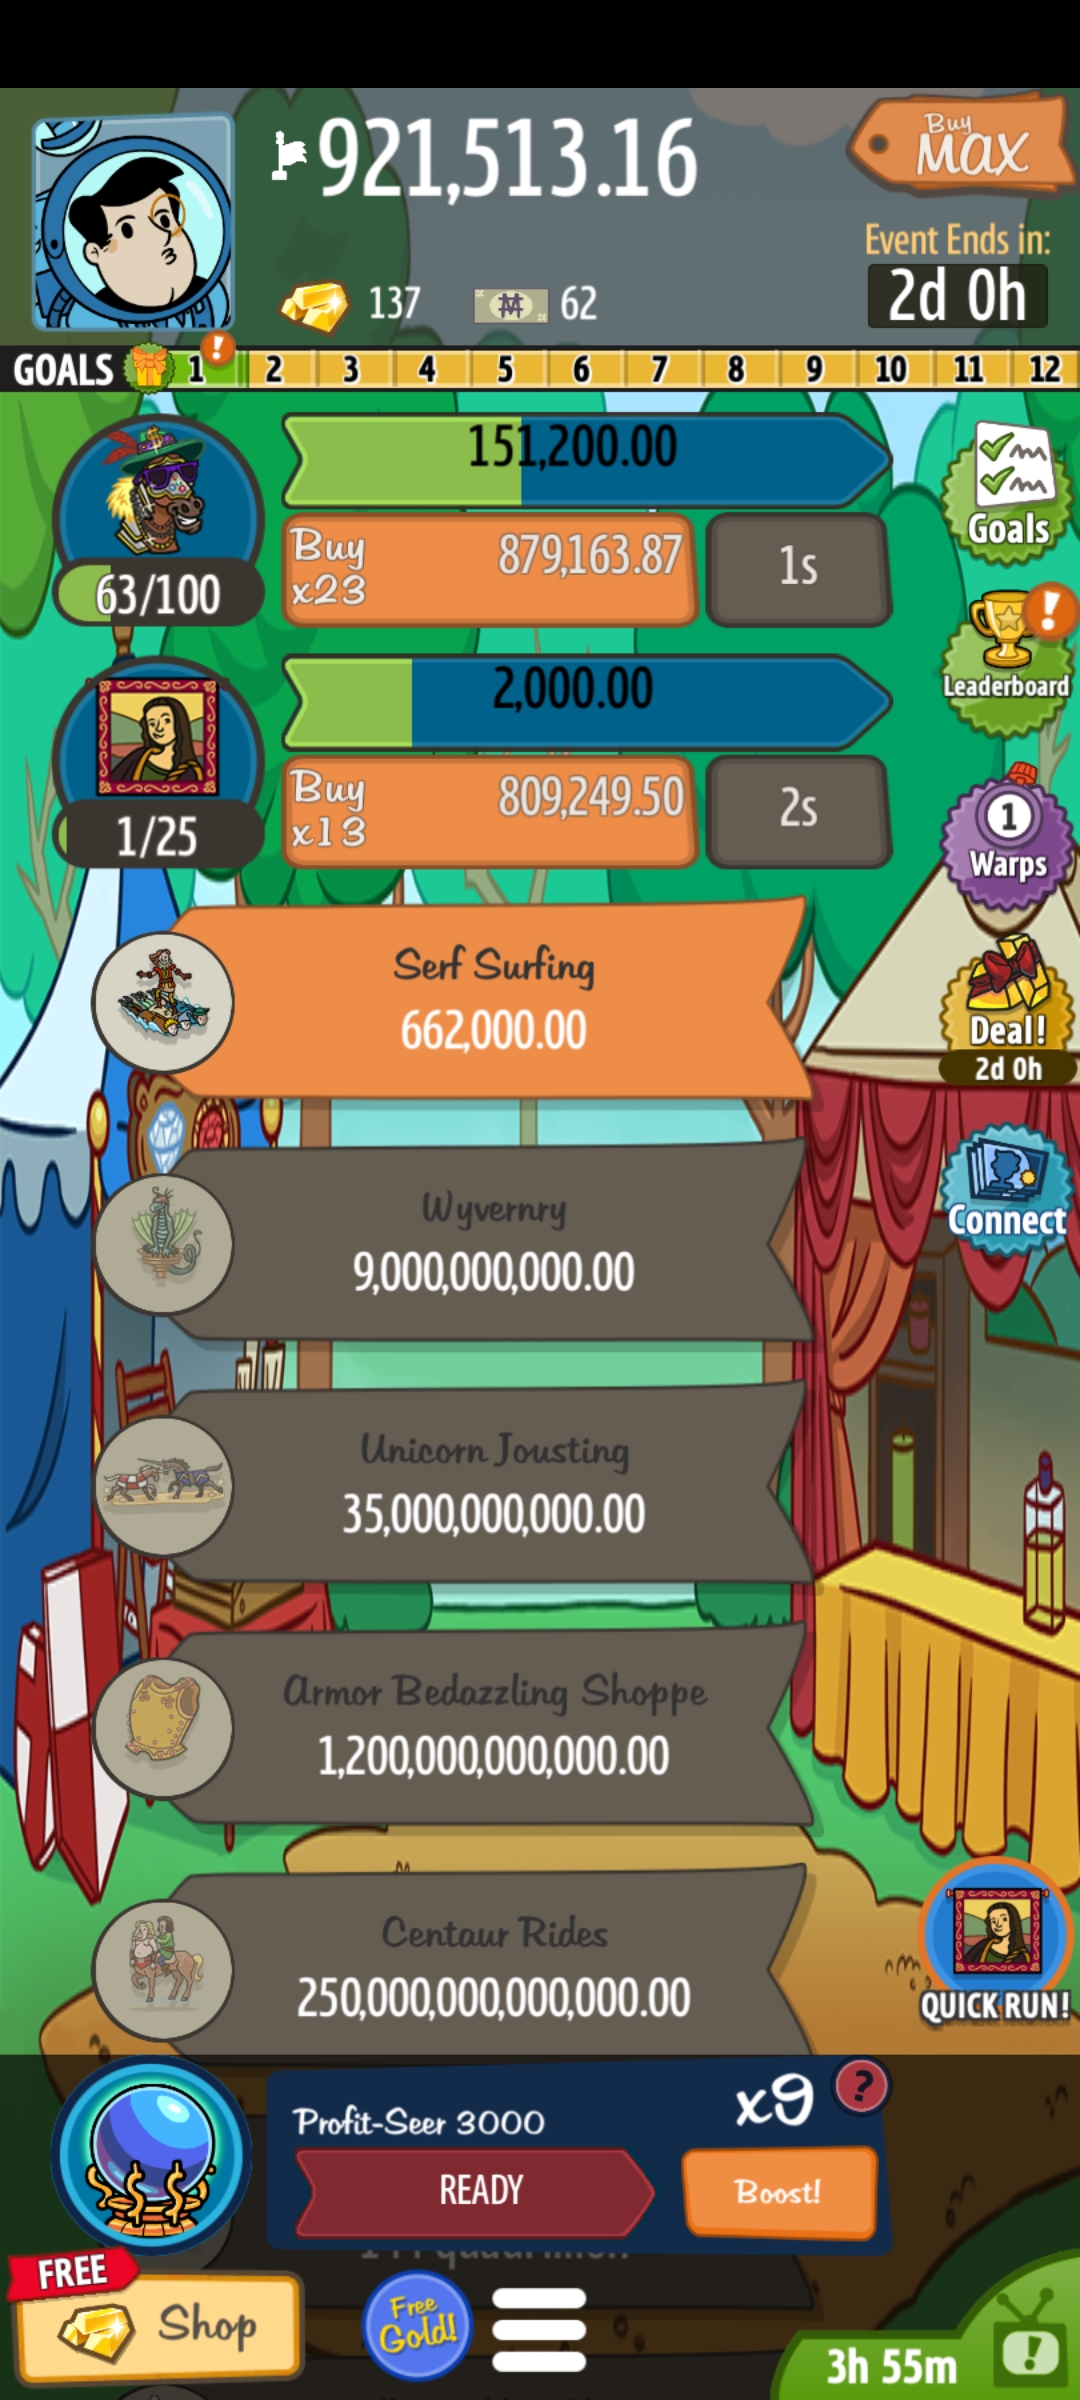 921,513.16
Buy
MAX
Event Ends in:
137
62
2d 0h
GOALS 1 ! 2 3 4 5 6 7 8 9 10 11 12
151,200.00
Buy
x23
879,163.87
1s
63/100
Goals
!
Leaderboard
2,000.00
Buy
x13
809,249.50
2s
1/25
1
Warps
Serf Surfing
662,000.00
Deal!
2d 0h
Wyvernry
9,000,000,000.00
Connect
Unicorn Jousting
35,000,000,000.00
Armor Bedazzling Shoppe
1,200,000,000,000.00
Centaur Rides
250,000,000,000,000.00
QUICK RUN!
Profit-Seer 3000
x9
?
READY
Boost!
FREE
Shop
Free
Gold!
3h 55m
!